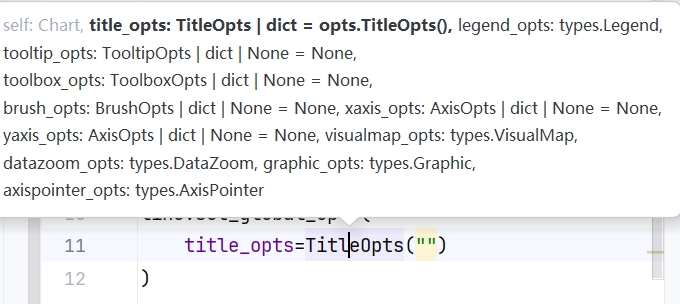 self: Chart, title_opts: TitleOpts | dict = opts.TitleOpts(), legend_opts: types.Legend,
tooltip_opts: TooltipOpts | dict | None = None,
toolbox_opts: ToolboxOpts | dict | None = None,
brush_opts: BrushOpts | dict | None = None, xaxis_opts: AxisOpts | dict | None = None,
yaxis_opts: AxisOpts | dict | None = None, visualmap_opts: types.VisualMap,
datazoom_opts: types.DataZoom, graphic_opts: types.Graphic,
axispointer_opts: types.AxisPointer
11 title_opts=TitleOpts("")
12 )